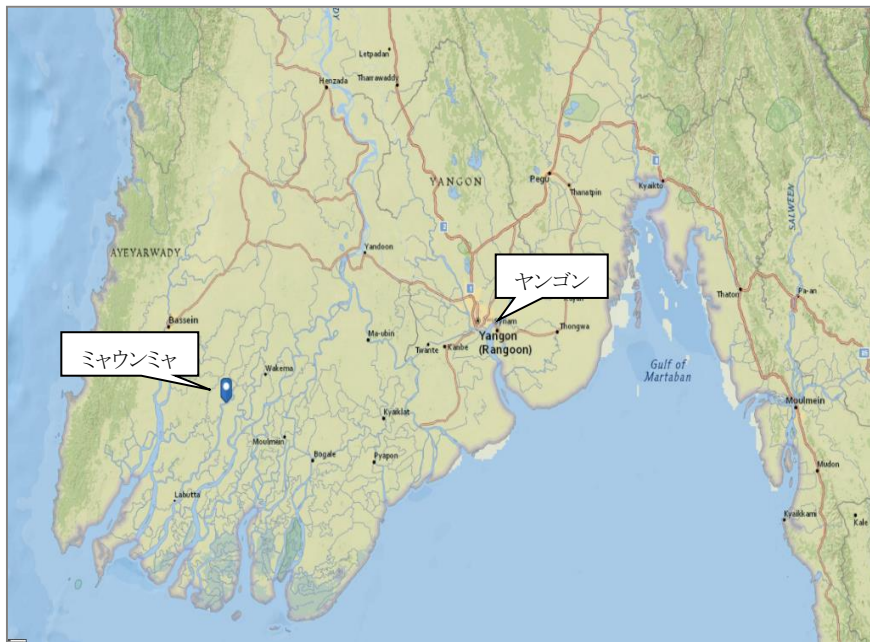 Letpadan
Henzada
Tharrawaddy
YANGON
Pegu
Thanatpin
Kyaikto
SALWEEN
AYEYARWADY
Yandoon
ヤンゴン
Thaton
Pa-an
Bassein
Ma-ubin
Tirante
Kanbe
Yangon
(Rangoon)
Thongwa
ミャウンミャ
Wakema
Gulf of
Martaban
Kyaiklat
Moulmein
Moulmein
Bogale
Pyapon
Mudon
Labutta
Kyaikkami
Kale